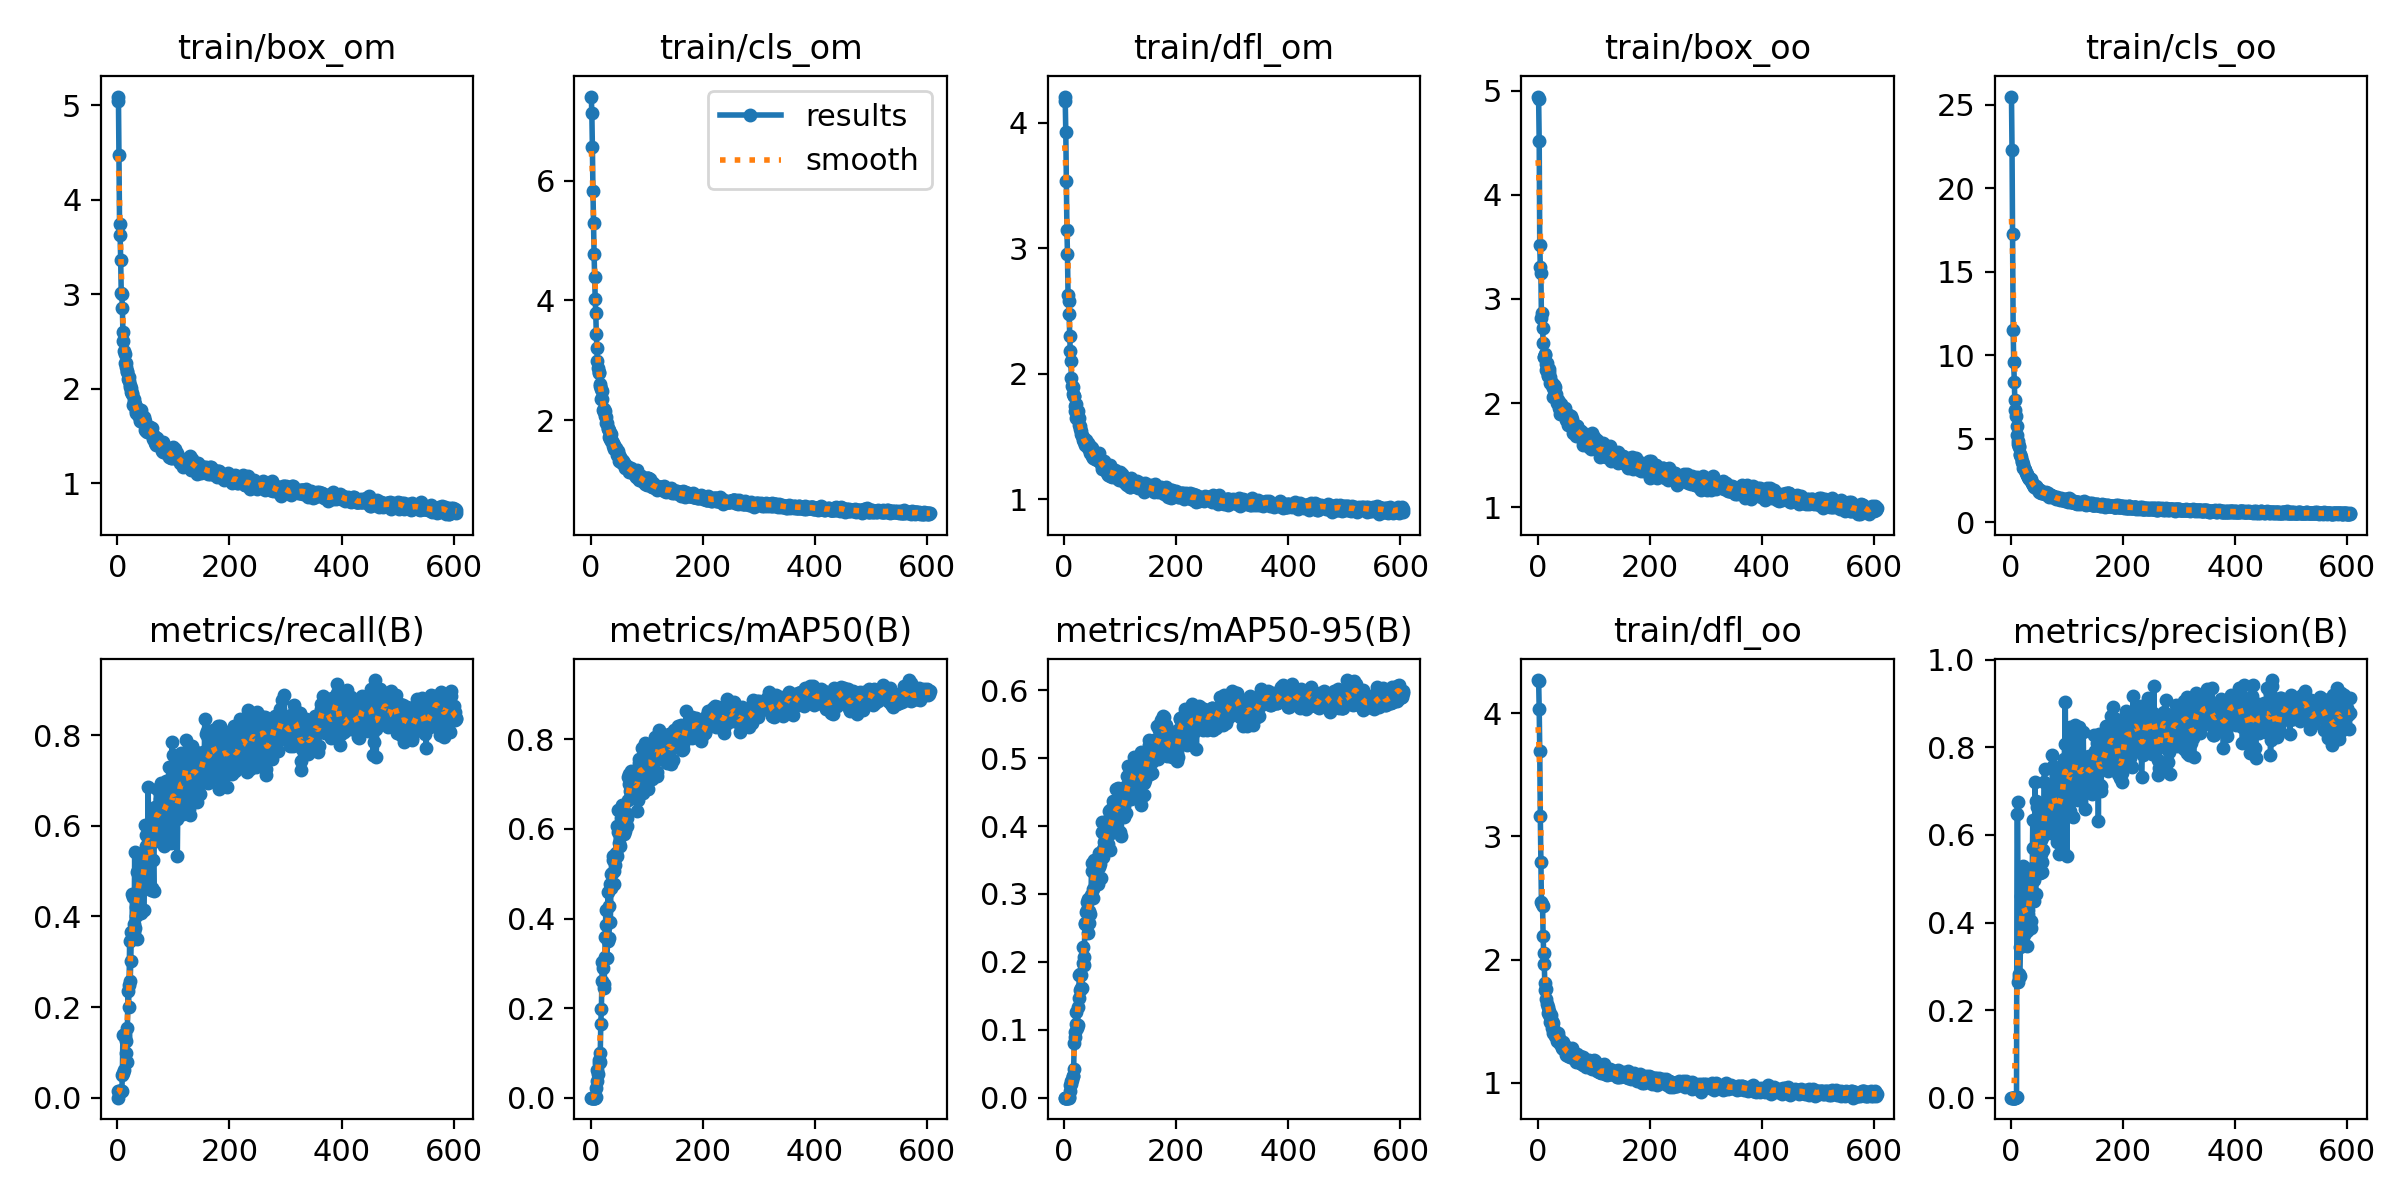 train/box_om
train/cls_om
train/dfl_om
train/box_oo
train/cls_oo
5
4
3
2
1
0 200 400 600
results
smooth
6
4
2
0 200 400 600
4
3
2
1
0 200 400 600
5
4
3
2
1
0 200 400 600
25
20
15
10
5
0
0 200 400 600
metrics/recall(B)
metrics/mAP50(B)
metrics/mAP50-95(B)
train/dfl_oo
metrics/precision(B)
0.8
0.6
0.4
0.2
0.0
0 200 400 600
0.8
0.6
0.4
0.2
0.0
0 200 400 600
0.6
0.5
0.4
0.3
0.2
0.1
0.0
0 200 400 600
4
3
2
1
0 200 400 600
1.0
0.8
0.6
0.4
0.2
0.0
0 200 400 600